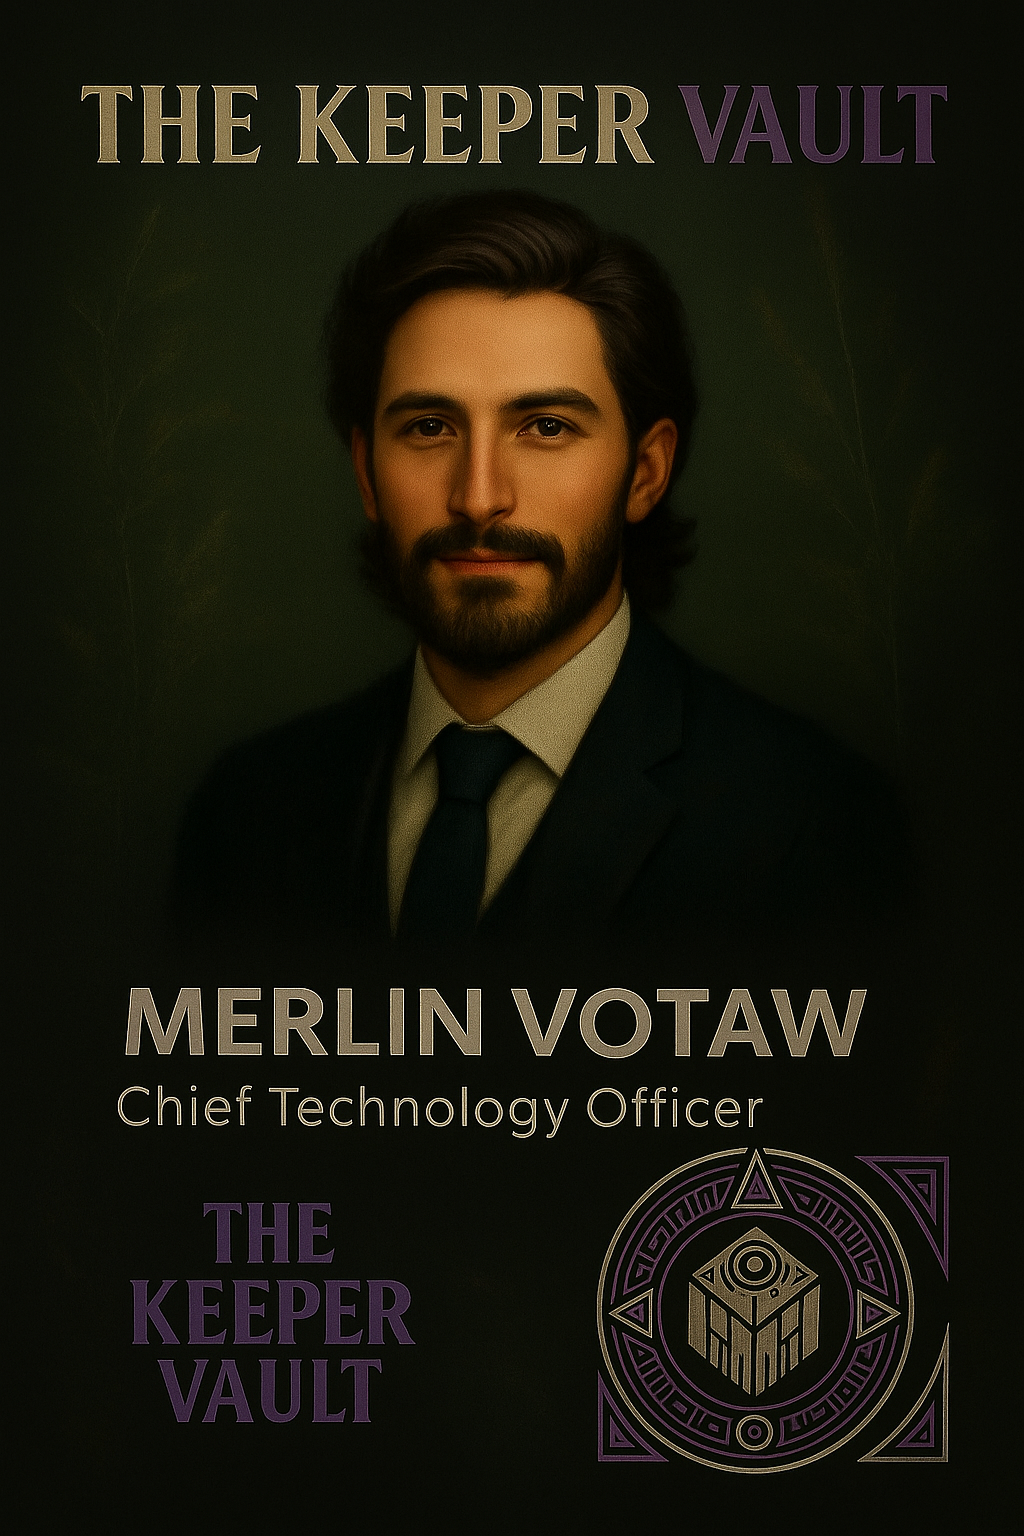 THE KEEPER VAULT
MERLIN VOTAW
Chief Technology Officer
THE
KEEPER
VAULT